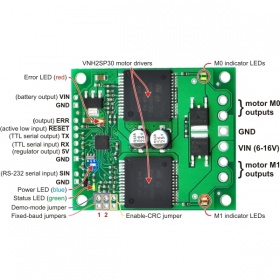 VNH2SP30 motor drivers
M0 indicator LEDs
Error LED (red)
(battery output) VIN
GND
(output) ERR
(active low input) RESET
(TTL serial output) TX
(TTL serial input) RX
(regulator output) 5V
GND
(RS-232 serial input) SIN
GND
Power LED (blue)
Status LED (green)
Demo-mode jumper
Fixed-baud jumpers
1 2
Enable-CRC jumper
M1 indicator LEDs
motor M0
outputs
GND
VIN (6-16V)
motor M1
outputs